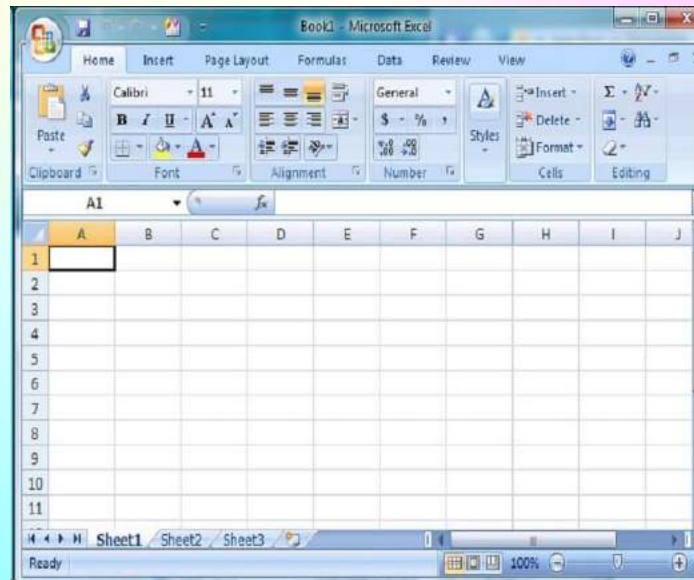 Book1 - Microsoft Excel
Home Insert Page Layout Formulas Data Review View
Calibri 11 General Insert
Paste B I U A A $ % , Styles Delete
A Format
Clipboard Font Alignment Number Cells Editing
A1 fx
A B C D E F G H I J
1
2
3
4
5
6
7
8
9
10
11
Sheet1 Sheet2 Sheet3
Ready 100%